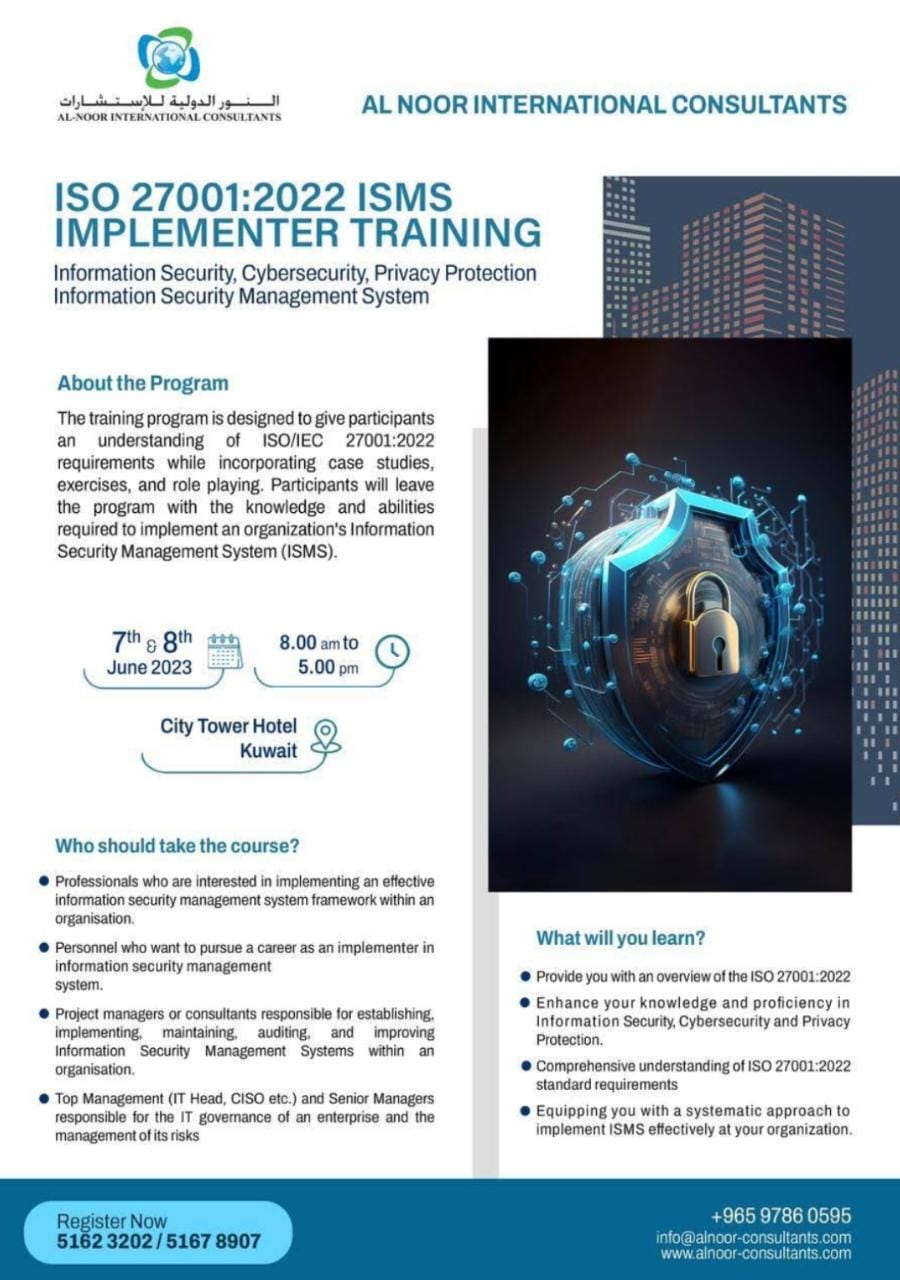 الــنــور الدولية للإستــشــارات
AL-NOOR INTERNATIONAL CONSULTANTS
AL NOOR INTERNATIONAL CONSULTANTS
ISO 27001:2022 ISMS
IMPLEMENTER TRAINING
Information Security, Cybersecurity, Privacy Protection
Information Security Management System
About the Program
The training program is designed to give participants
an understanding of ISO/IEC 27001:2022
requirements while incorporating case studies,
exercises, and role playing. Participants will leave
the program with the knowledge and abilities
required to implement an organization's Information
Security Management System (ISMS).
7th & 8th
June 2023
8.00 am to
5.00 pm
City Tower Hotel
Kuwait
Who should take the course?
● Professionals who are interested in implementing an effective
information security management system framework within an
organisation.
● Personnel who want to pursue a career as an implementer in
information security management
system.
● Project managers or consultants responsible for establishing,
implementing, maintaining, auditing, and improving
Information Security Management Systems within an
organisation.
● Top Management (IT Head, CISO etc.) and Senior Managers
responsible for the IT governance of an enterprise and the
management of its risks
What will you learn?
● Provide you with an overview of the ISO 27001:2022
● Enhance your knowledge and proficiency in
Information Security, Cybersecurity and Privacy
Protection.
● Comprehensive understanding of ISO 27001:2022
standard requirements
● Equipping you with a systematic approach to
implement ISMS effectively at your organization.
Register Now
5162 3202 / 5167 8907
+965 9786 0595
info@alnoor-consultants.com
www.alnoor-consultants.com